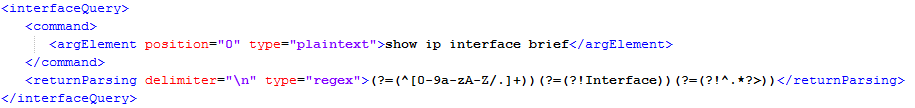 <interfaceQuery>
<command>
<argElement position="0" type="plaintext">show ip interface brief</argElement>
</command>
<returnParsing delimiter="\n" type="regex">(?=(^[0-9a-zA-Z/.]+))(?=(?!Interface))(?=(?!^.*?>))</returnParsing>
</interfaceQuery>